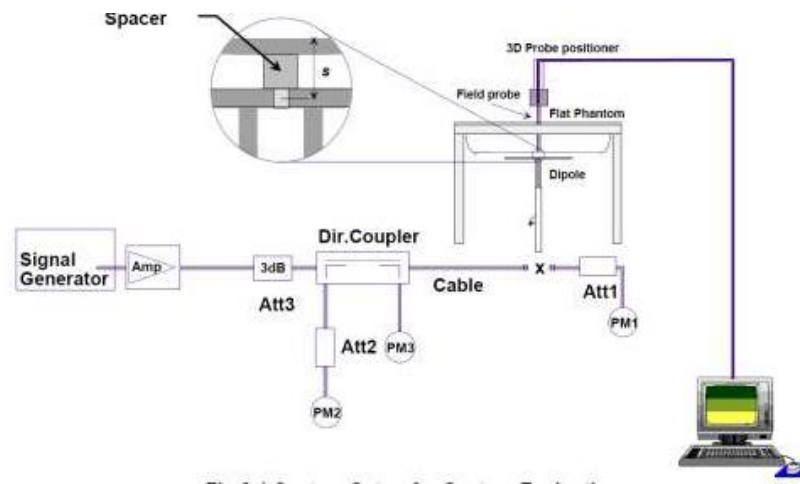 Spacer
s
3D Probe positioner
Field probe
Flat Phantom
Dipole
Signal
Generator
Amp
3dB
Att3
Dir.Coupler
Cable
x
Att1
PM1
Att2
PM3
PM2